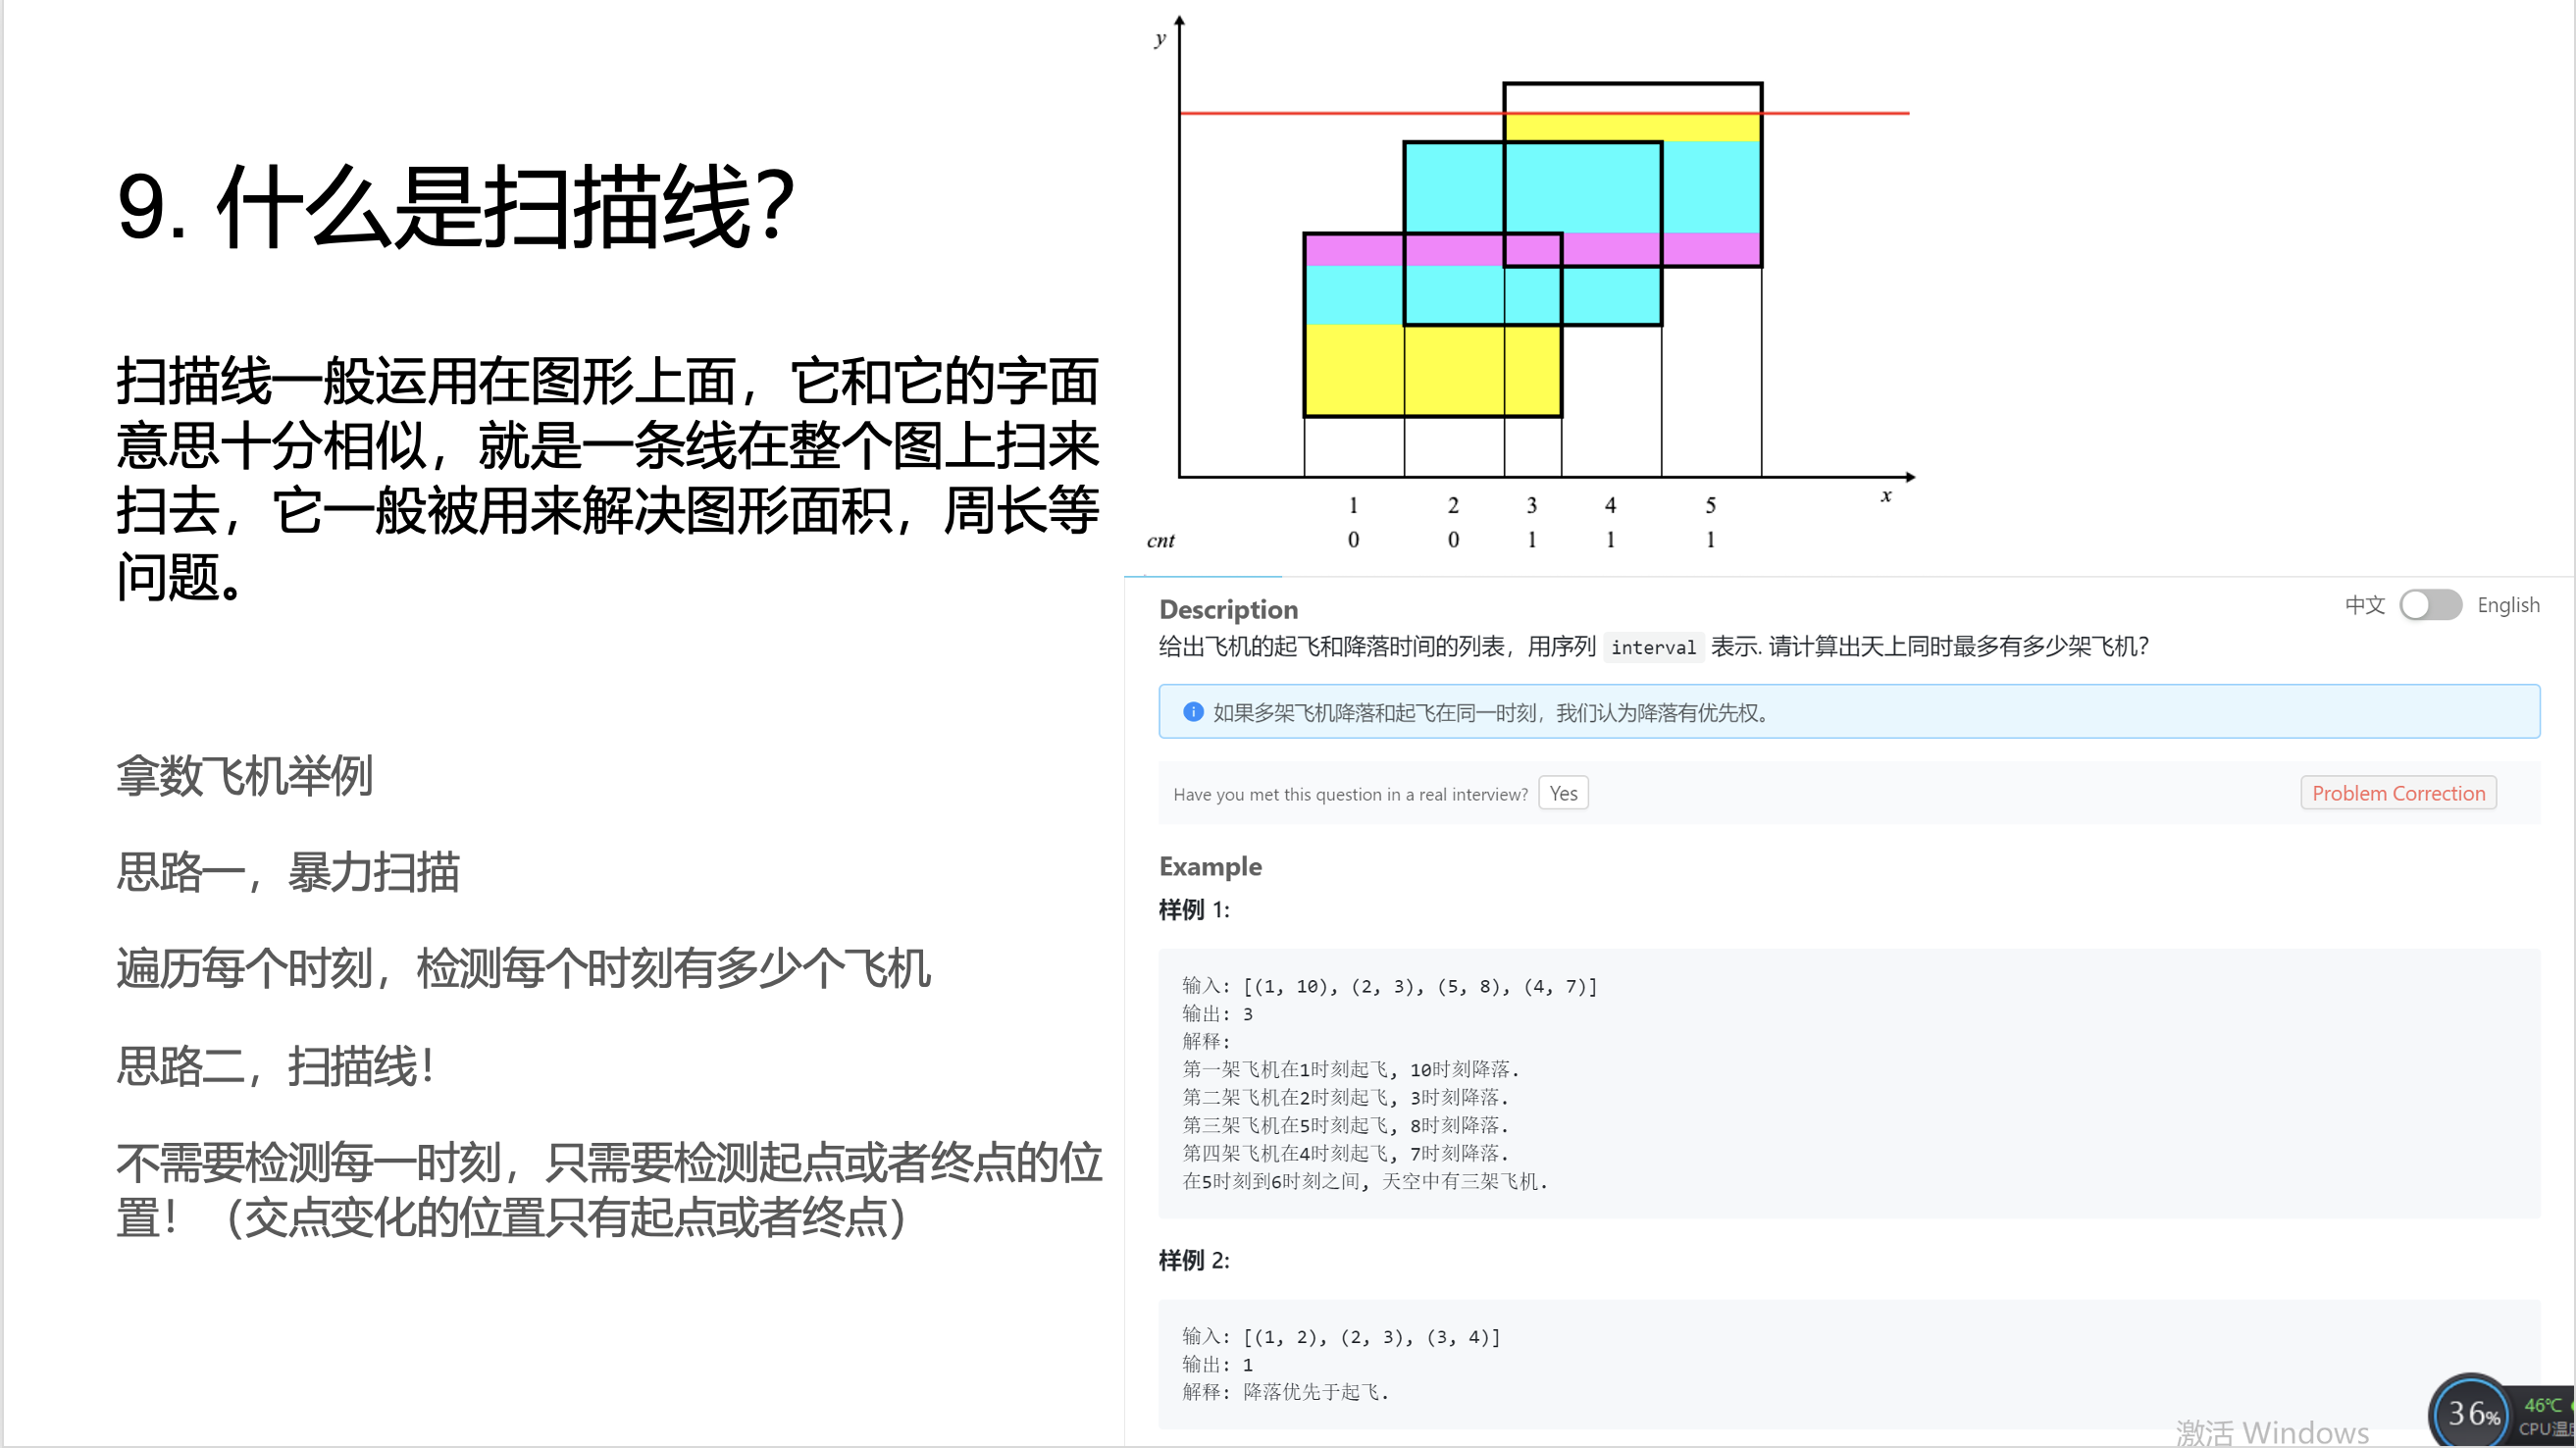 9. 什么是扫描线？
扫描线一般运用在图形上面，它和它的字面
意思十分相似，就是一条线在整个图上扫来
扫去，它一般被用来解决图形面积，周长等
问题。
拿数飞机举例
思路一，暴力扫描
遍历每个时刻，检测每个时刻有多少个飞机
思路二，扫描线！
不需要检测每一时刻，只需要检测起点或者终点的位
置！（交点变化的位置只有起点或者终点）
y
x
1 2 3 4 5
cnt 0 0 1 1 1
Description
中文 English
给出飞机的起飞和降落时间的列表，用序列 interval 表示. 请计算出天上同时最多有多少架飞机？
如果多架飞机降落和起飞在同一时刻，我们认为降落有优先权。
Have you met this question in a real interview? Yes
Problem Correction
Example
样例 1:
输入: [(1, 10), (2, 3), (5, 8), (4, 7)]
输出: 3
解释:
第一架飞机在1时刻起飞, 10时刻降落.
第二架飞机在2时刻起飞, 3时刻降落.
第三架飞机在5时刻起飞, 8时刻降落.
第四架飞机在4时刻起飞, 7时刻降落.
在5时刻到6时刻之间, 天空中有三架飞机.
样例 2:
输入: [(1, 2), (2, 3), (3, 4)]
输出: 1
解释: 降落优先于起飞.
36%
46℃
CPU温
激活 Windows